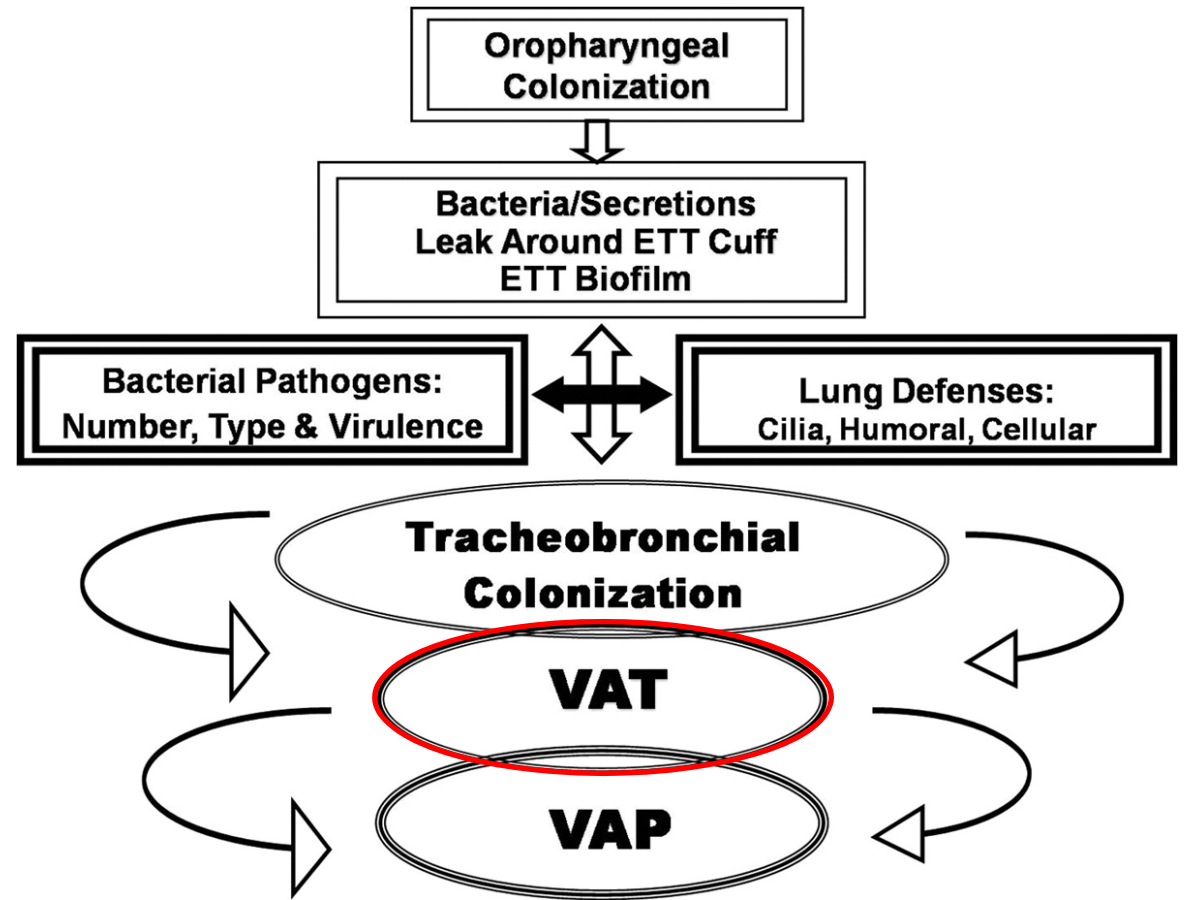 Oropharyngeal
Colonization
Bacteria/Secretions
Leak Around ETT Cuff
ETT Biofilm
Bacterial Pathogens:
Number, Type & Virulence
Lung Defenses:
Cilia, Humoral, Cellular
Tracheobronchial
Colonization
VAT
VAP